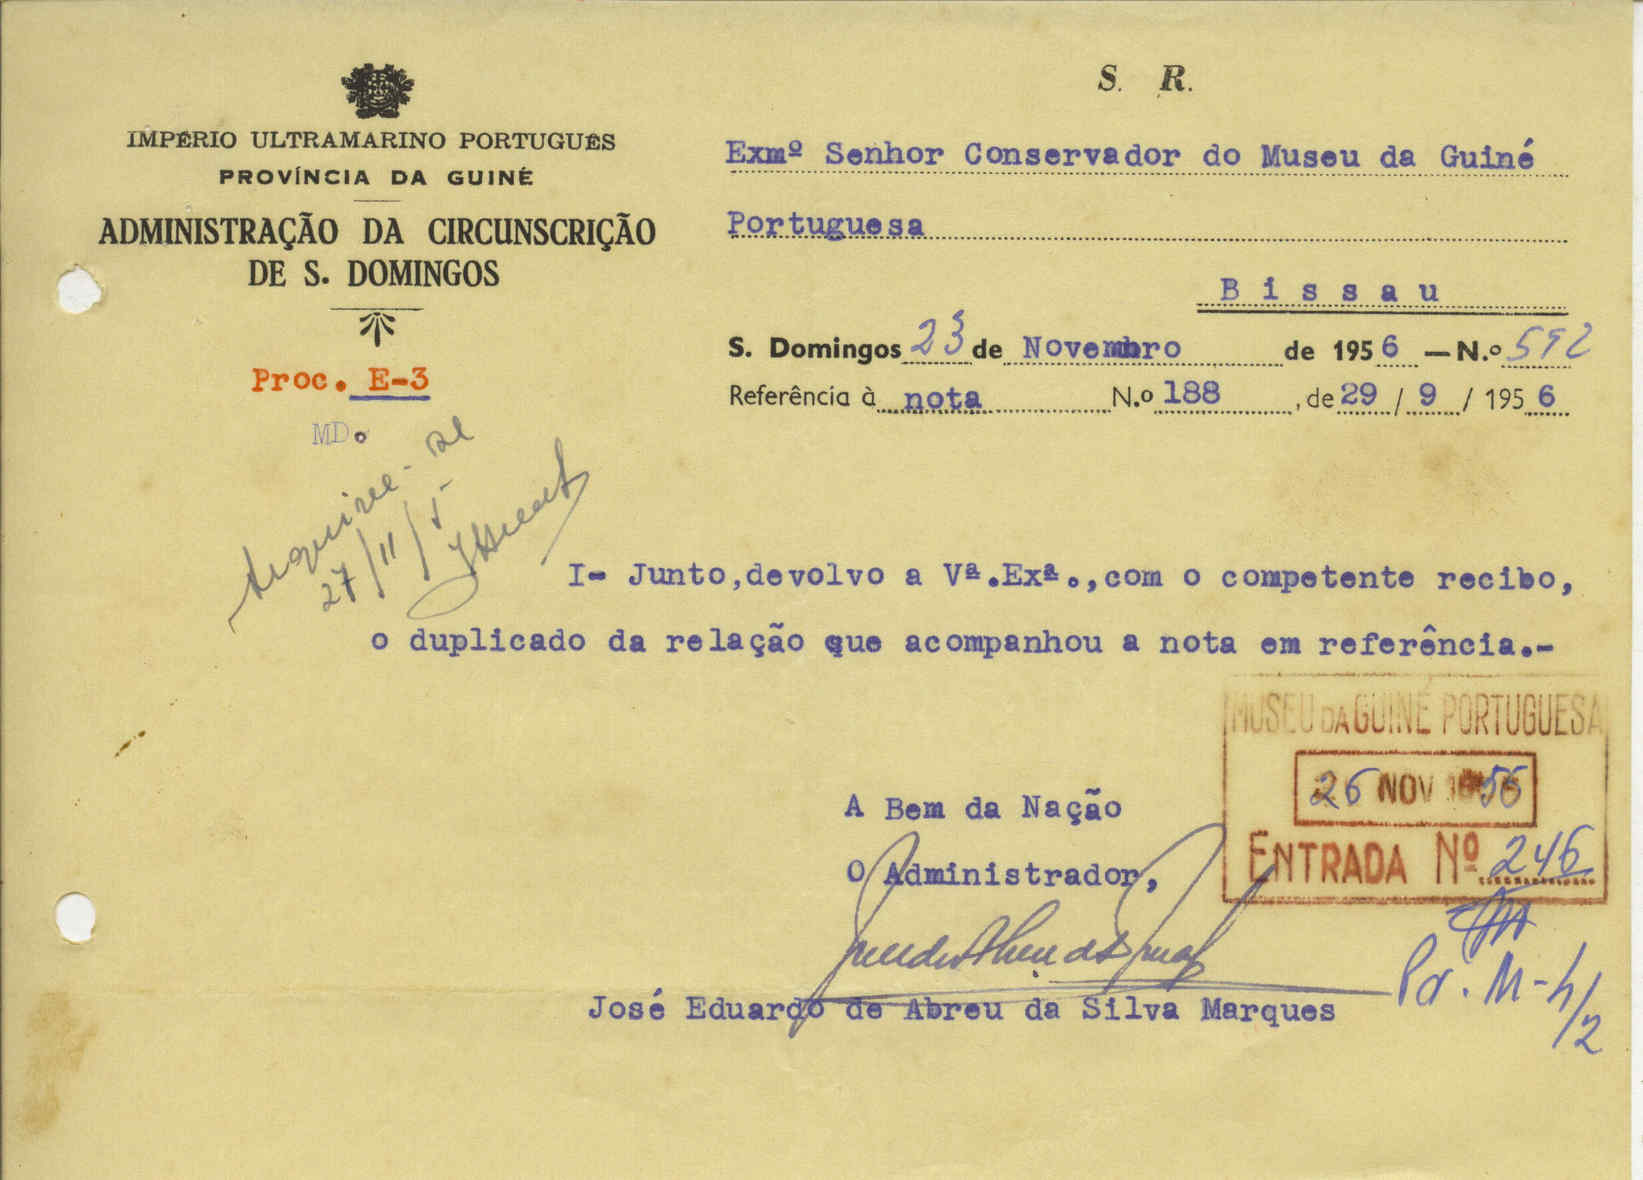 IMPÉRIO ULTRAMARINO PORTUGUÊS
PROVÍNCIA DA GUINÉ
ADMINISTRAÇÃO DA CIRCUNSCRIÇÃO
DE S. DOMINGOS
Proc. E-3
MD.
Arquive-se
27/11/5
S. R.
Exmº Senhor Conservador do Museu da Guiné
Portuguesa
Bissau
S. Domingos 23 de Novembro de 1956 — N.º 592
Referência à nota N.º 188, de 29 / 9 / 1956
I- Junto,devolvo a Vª.Exª.,com o competente recibo,
o duplicado da relação que acompanhou a nota em referência.-
MUSEU DA GUINÉ PORTUGUESA
26 NOV 1956
ENTRADA Nº 246
A Bem da Nação
O Administrador,
José Eduardo de Abreu da Silva Marques